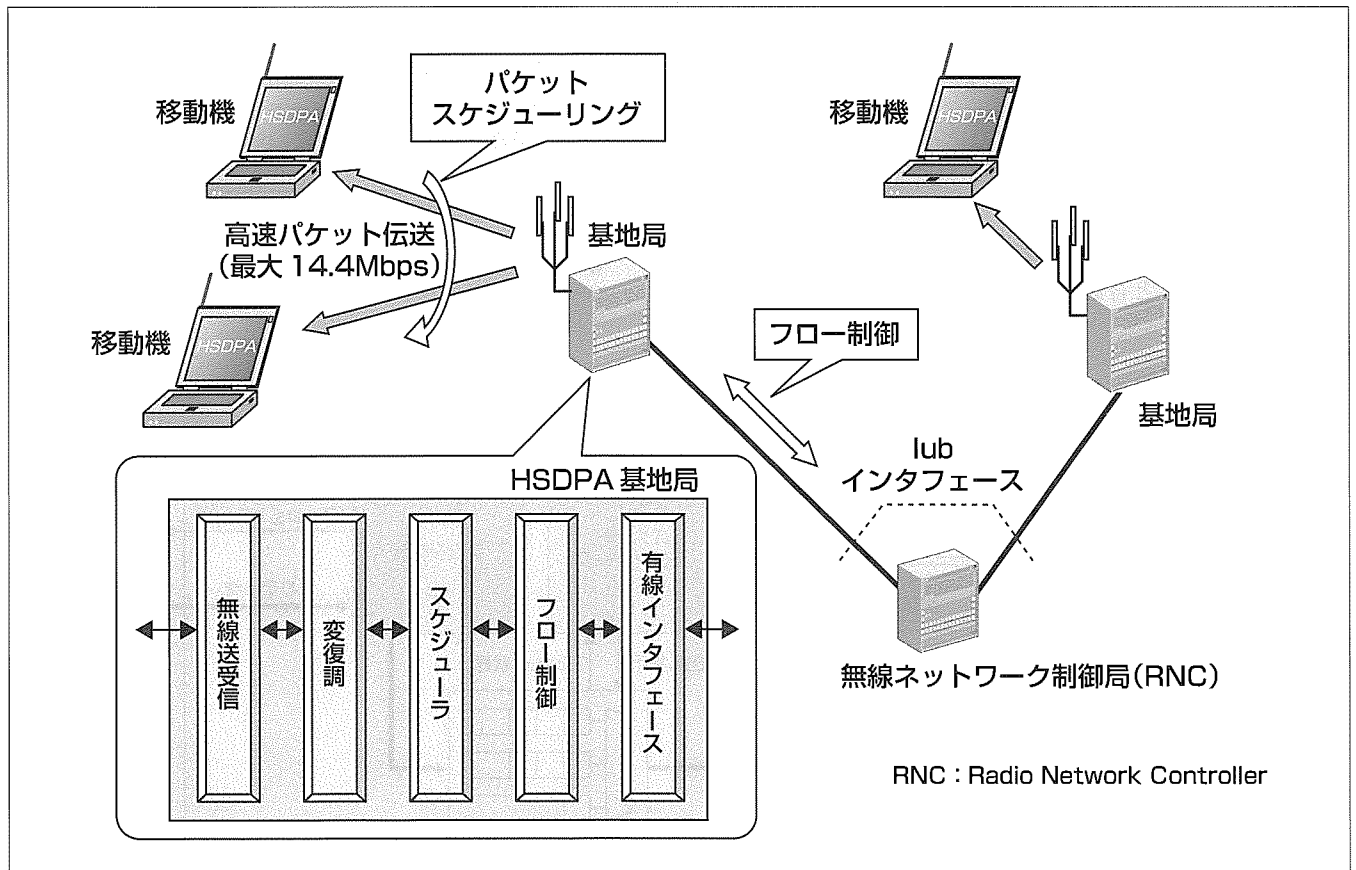 パケット
スケジューリング
移動機
HSDPA
移動機
HSDPA
高速パケット伝送
(最大 14.4Mbps)
基地局
移動機
HSDPA
フロー制御
基地局
Iub
インタフェース
HSDPA 基地局
無線送受信
変復調
スケジューラ
フロー制御
有線インタフェース
無線ネットワーク制御局(RNC)
RNC：Radio Network Controller